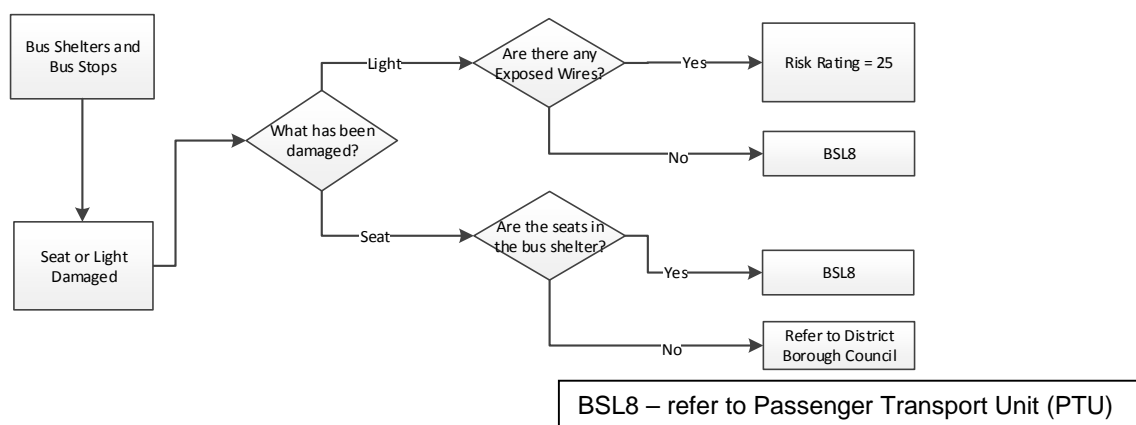 Bus Shelters and
Bus Stops
Seat or Light
Damaged
What has been
damaged?
Light
Are there any
Exposed Wires?
Yes
Risk Rating = 25
No
BSL8
Seat
Are the seats in
the bus shelter?
Yes
BSL8
No
Refer to District
Borough Council
BSL8 – refer to Passenger Transport Unit (PTU)